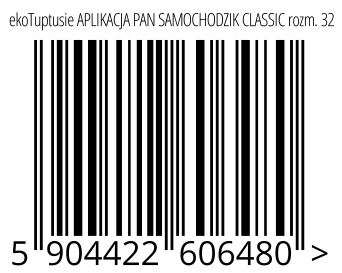 ekoTuptusie APLIKACJA PAN SAMOCHODZIK CLASSIC rozm. 32
5 904422 606480 >